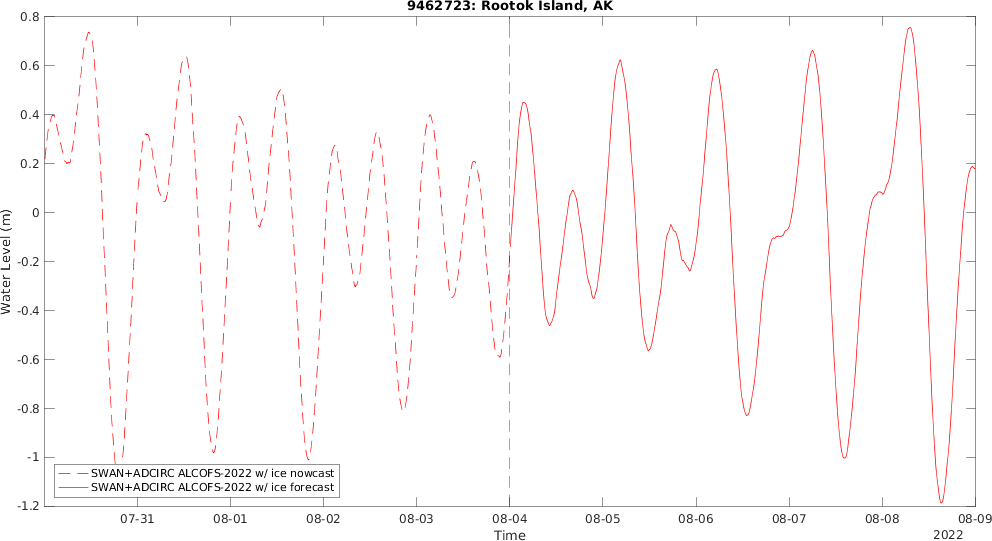 9462723: Rootok Island, AK
0.8
0.6
0.4
0.2
0
-0.2
-0.4
-0.6
-0.8
-1
-1.2
Water Level (m)
SWAN+ADCIRC ALCOFS-2022 w/ ice nowcast
SWAN+ADCIRC ALCOFS-2022 w/ ice forecast
07-31 08-01 08-02 08-03 08-04 08-05 08-06 08-07 08-08 08-09
Time
2022